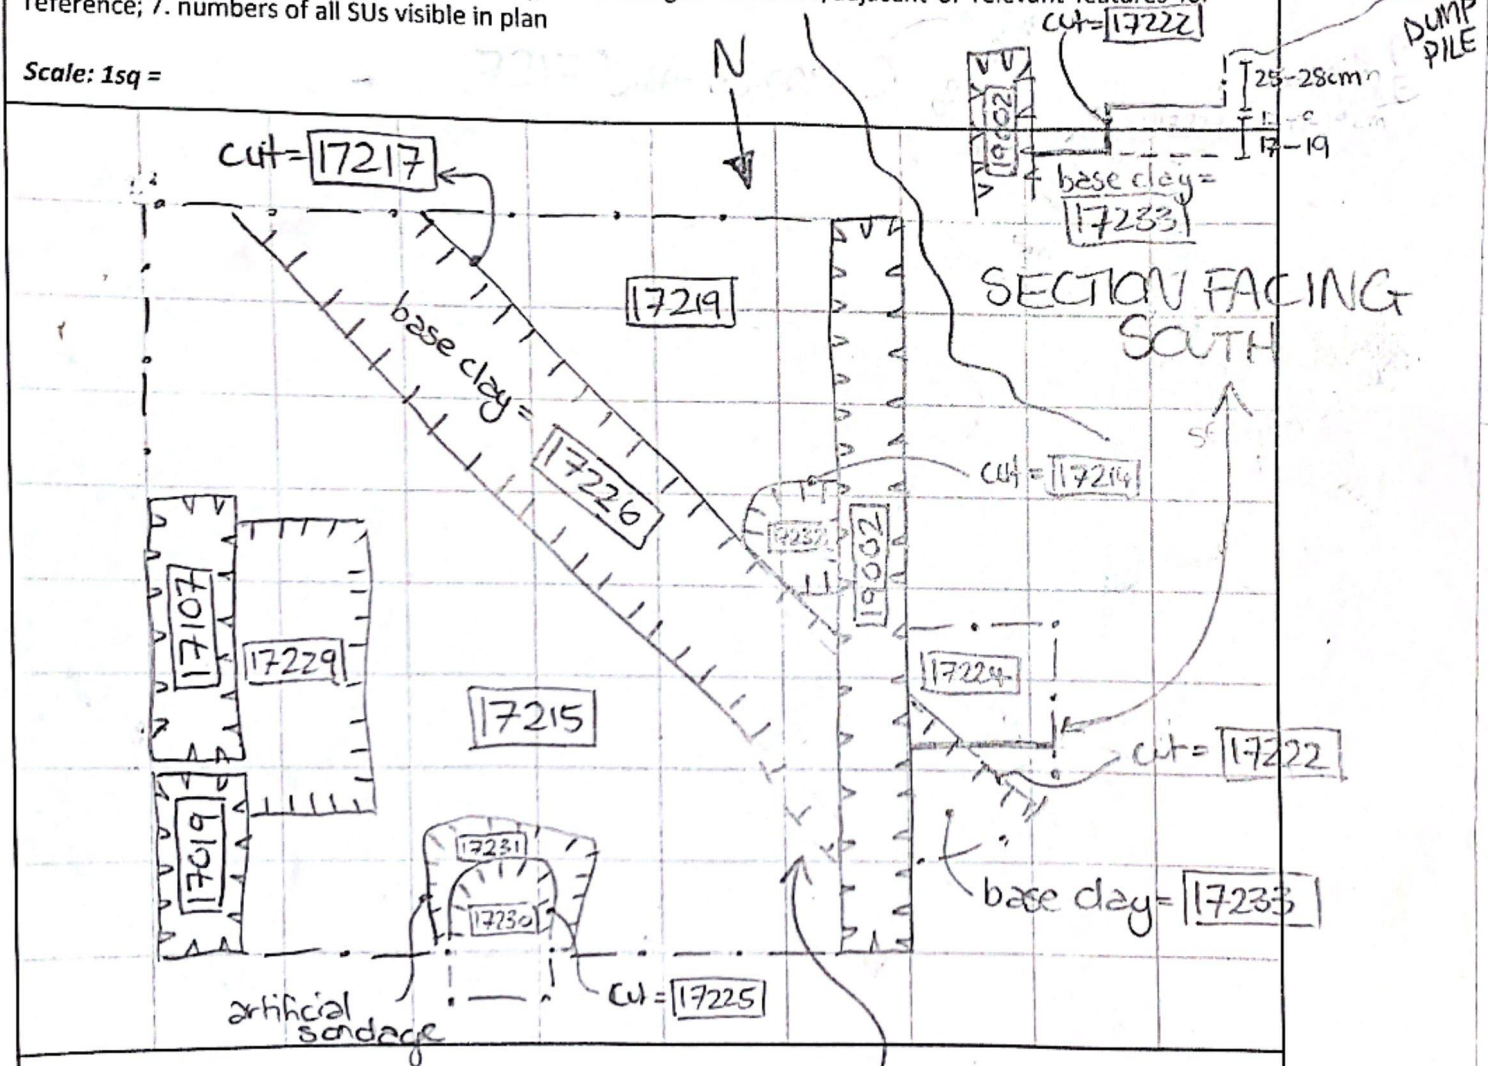 reference; 7. numbers of all SUs visible in plan
Scale: 1sq =
N
cut = 17222
DUMP
PILE
19002
25-28cm
17-19
base clay =
17233
SECTION FACING
SOUTH
cut = 17217
17219
base clay =
17226
cut = 17214
17232
19002
17107
17229
17215
17224
cut = 17222
17019
17231
17230
base clay = 17233
artificial
sondage
cut = 17225